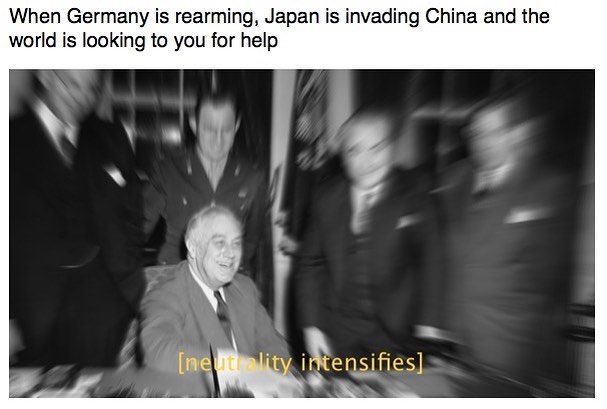 When Germany is rearming, Japan is invading China and the
world is looking to you for help
[neutrality intensifies]